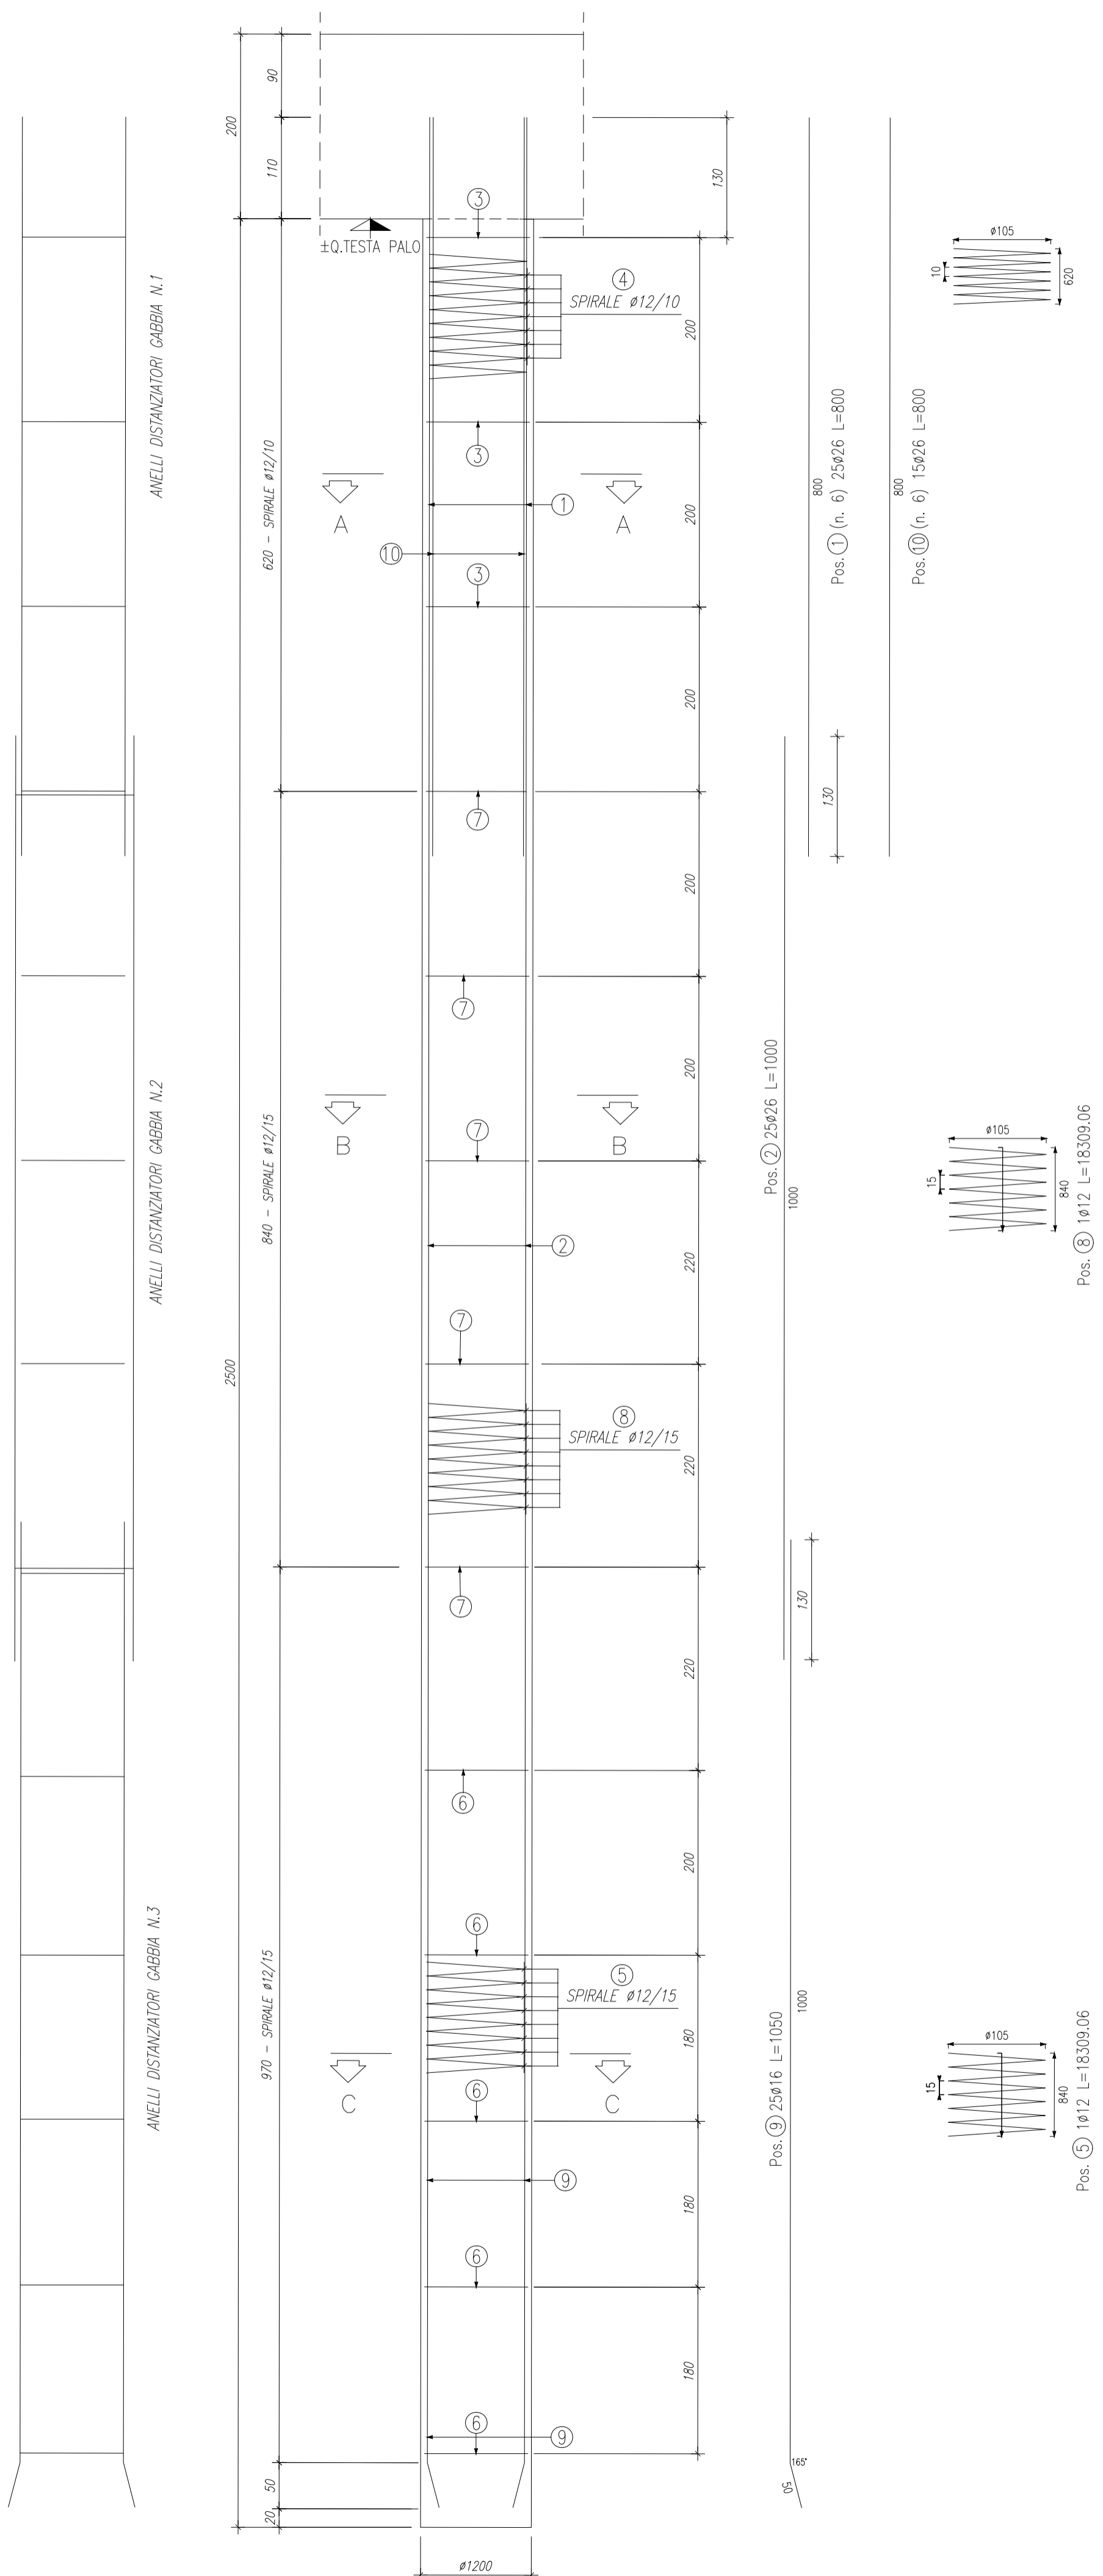 ANELLI DISTANZIATORI GABBIA N.1
ANELLI DISTANZIATORI GABBIA N.2
ANELLI DISTANZIATORI GABBIA N.3
200
2500
90
110
620 - SPIRALE ø12/10
840 - SPIRALE ø12/15
970 - SPIRALE ø12/15
50
20
±Q.TESTA PALO
3
4
SPIRALE ø12/10
3
A
A
1
10
3
7
7
B
B
7
2
7
8
SPIRALE ø12/15
7
6
6
5
SPIRALE ø12/15
C
C
6
9
6
6
9
ø1200
130
200
200
200
200
200
220
220
220
200
180
180
180
800
Pos. 1 (n. 6) 25ø26 L=800
800
Pos. 10 (n. 6) 15ø26 L=800
130
Pos. 2 25ø26 L=1000
1000
130
Pos. 9 25ø16 L=1050
1000
165°
50
ø105
10
620
ø105
15
840
Pos. 8 1ø12 L=18309.06
ø105
15
840
Pos. 5 1ø12 L=18309.06